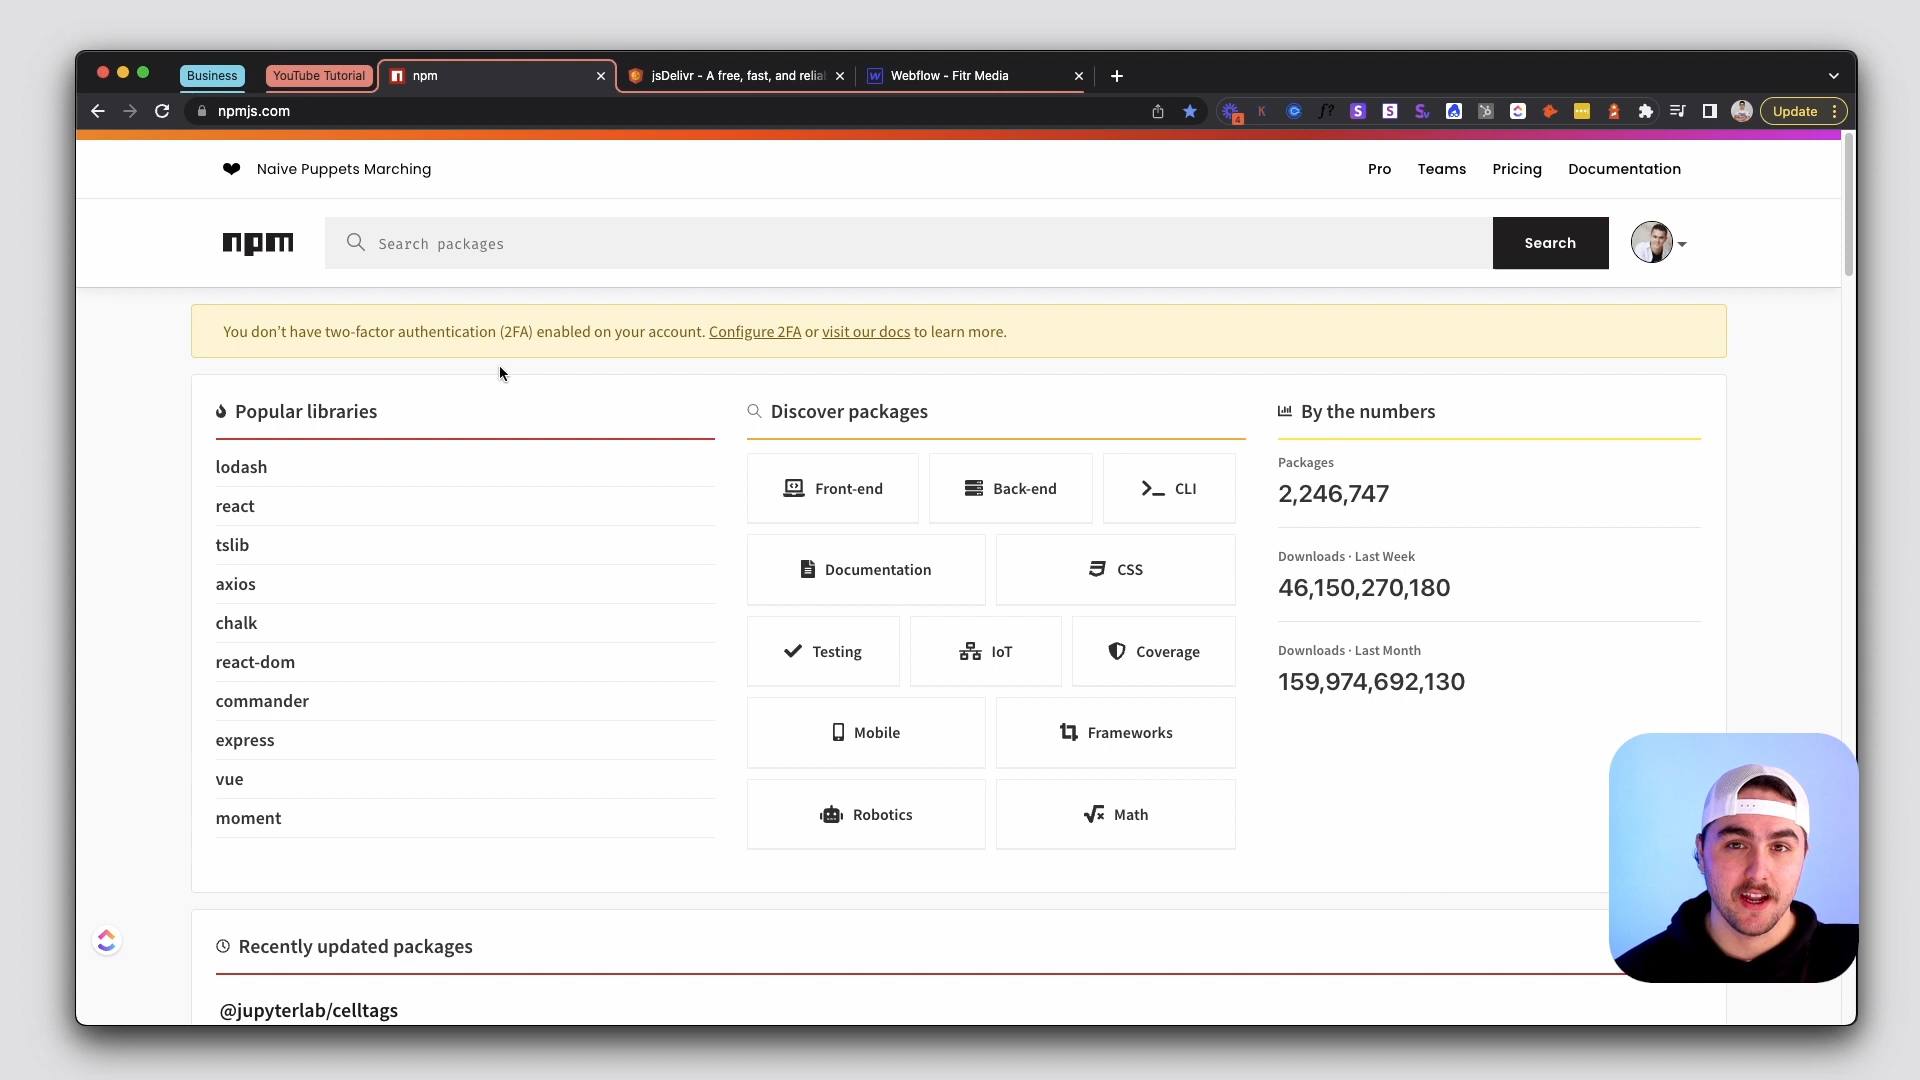 Business
YouTube Tutorial
npm
jsDelivr - A free, fast, and relia
Webflow - Fitr Media
npmjs.com
4
Update
Naive Puppets Marching
Pro
Teams
Pricing
Documentation
npm
Search packages
Search
You don’t have two-factor authentication (2FA) enabled on your account. Configure 2FA or visit our docs to learn more.
Popular libraries
lodash
react
tslib
axios
chalk
react-dom
commander
express
vue
moment
Discover packages
Front-end
Back-end
CLI
Documentation
CSS
Testing
IoT
Coverage
Mobile
Frameworks
Robotics
Math
By the numbers
Packages
2,246,747
Downloads · Last Week
46,150,270,180
Downloads · Last Month
159,974,692,130
Recently updated packages
@jupyterlab/celltags